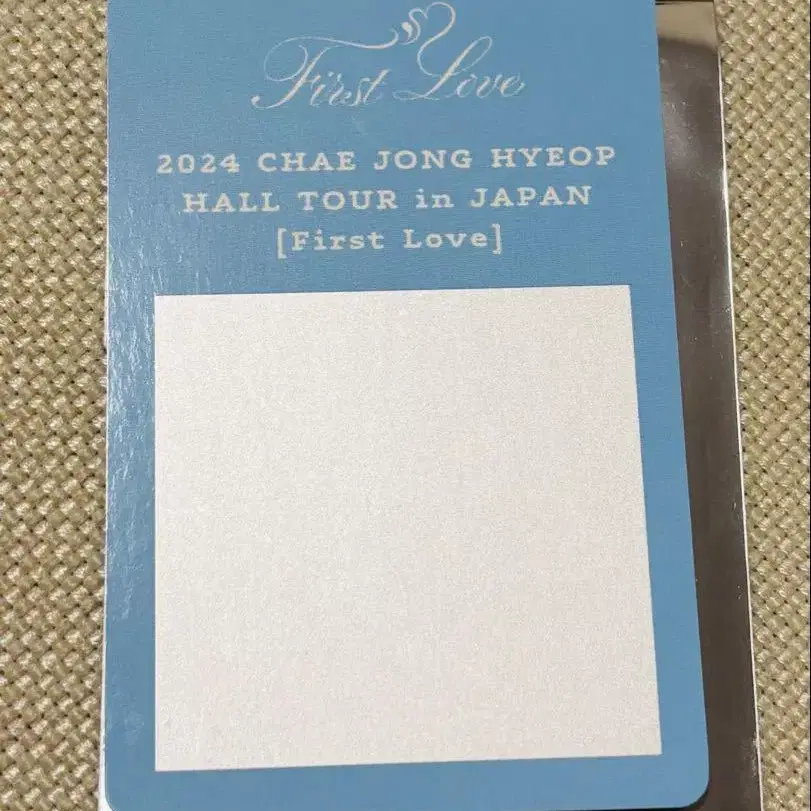 First Love
2024 CHAE JONG HYEOP
HALL TOUR in JAPAN
[First Love]